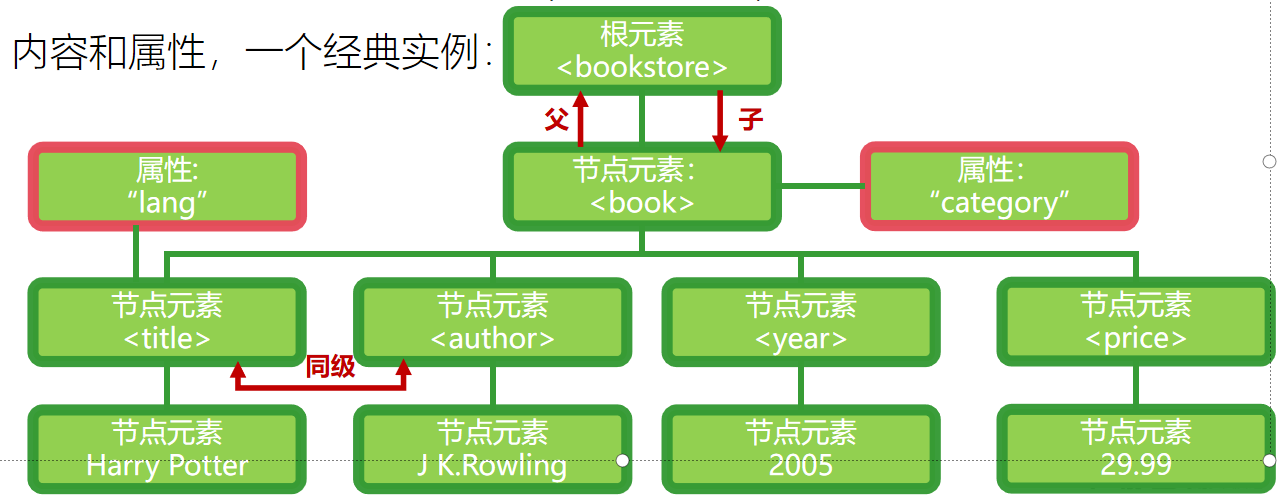 内容和属性，一个经典实例：
根元素
<bookstore>
父
子
属性:
“lang”
节点元素：
<book>
属性：
“category”
节点元素
<title>
节点元素
<author>
节点元素
<year>
节点元素
<price>
同级
节点元素
Harry Potter
节点元素
J K.Rowling
节点元素
2005
节点元素
29.99